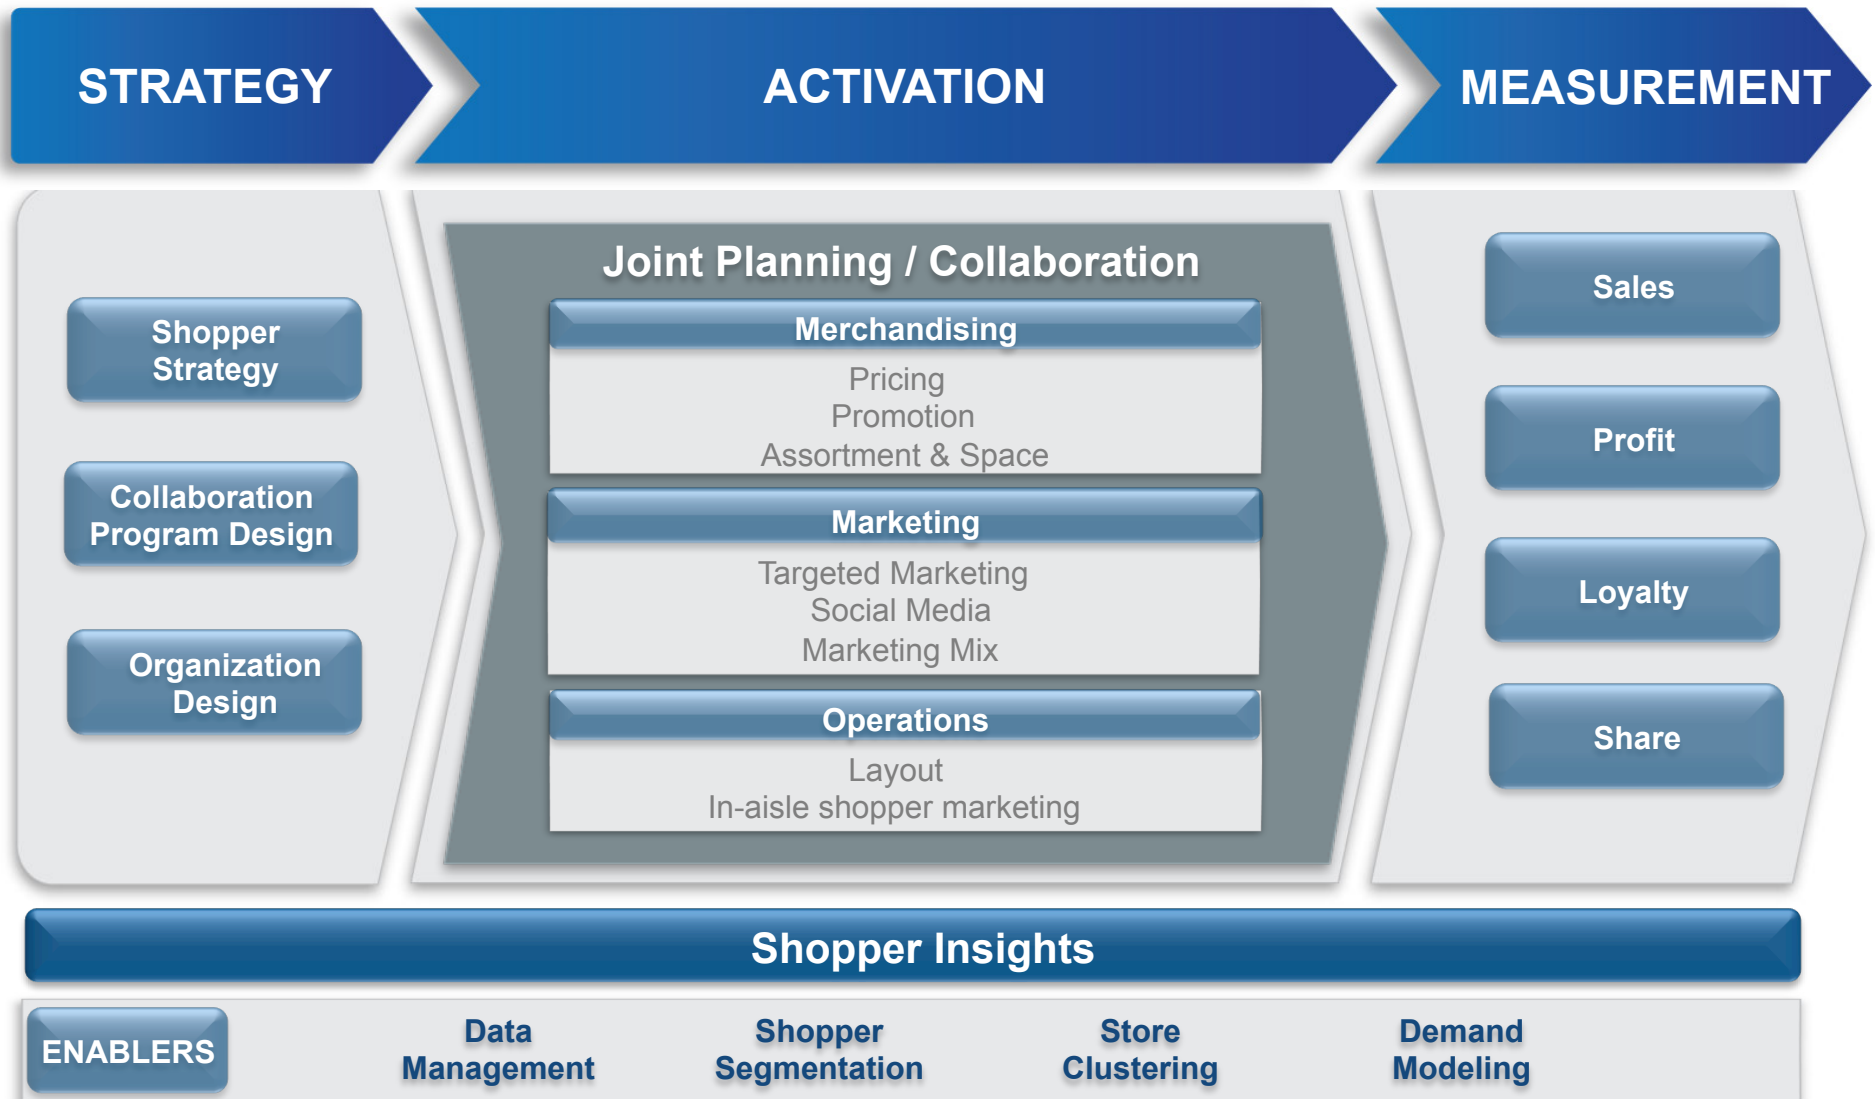 STRATEGY
ACTIVATION
MEASUREMENT
Shopper
Strategy
Collaboration
Program Design
Organization
Design
Joint Planning / Collaboration
Merchandising
Pricing
Promotion
Assortment & Space
Marketing
Targeted Marketing
Social Media
Marketing Mix
Operations
Layout
In-aisle shopper marketing
Sales
Profit
Loyalty
Share
Shopper Insights
ENABLERS
Data
Management
Shopper
Segmentation
Store
Clustering
Demand
Modeling